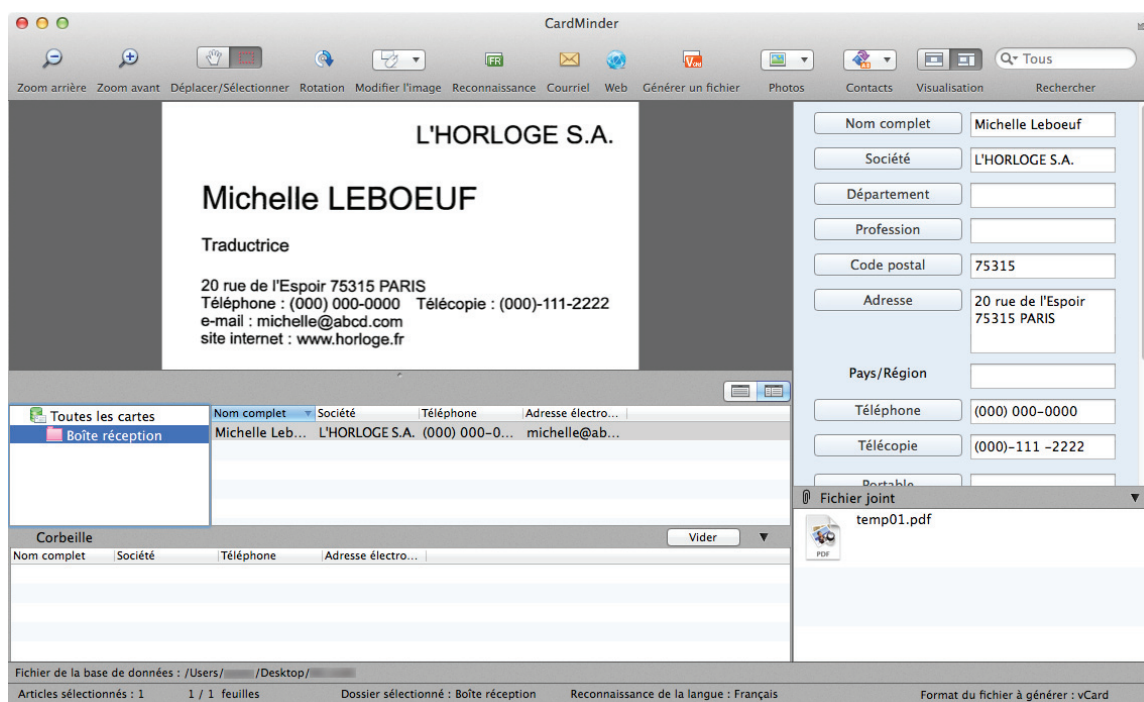 CardMinder
FR
Vcard
Tous
Zoom arrière Zoom avant Déplacer/Sélectionner Rotation Modifier l'image Reconnaissance Courriel Web Générer un fichier Photos Contacts Visualisation Rechercher
L'HORLOGE S.A.
Michelle LEBOEUF
Traductrice
20 rue de l'Espoir 75315 PARIS
Téléphone : (000) 000-0000 Télécopie : (000)-111-2222
e-mail : michelle@abcd.com
site internet : www.horloge.fr
Nom complet Michelle Leboeuf
Société L'HORLOGE S.A.
Département
Profession
Code postal 75315
Adresse 20 rue de l'Espoir
75315 PARIS
Pays/Région
Téléphone (000) 000-0000
Télécopie (000)-111 -2222
Portable
Toutes les cartes
Boîte réception
Nom complet Société Téléphone Adresse électro...
Michelle Leb... L'HORLOGE S.A. (000) 000-0... michelle@ab...
Fichier joint
temp01.pdf
PDF
Corbeille Vider
Nom complet Société Téléphone Adresse électro...
Fichier de la base de données : /Users/ /Desktop/
Articles sélectionnés : 1 1 / 1 feuilles Dossier sélectionné : Boîte réception Reconnaissance de la langue : Français Format du fichier à générer : vCard